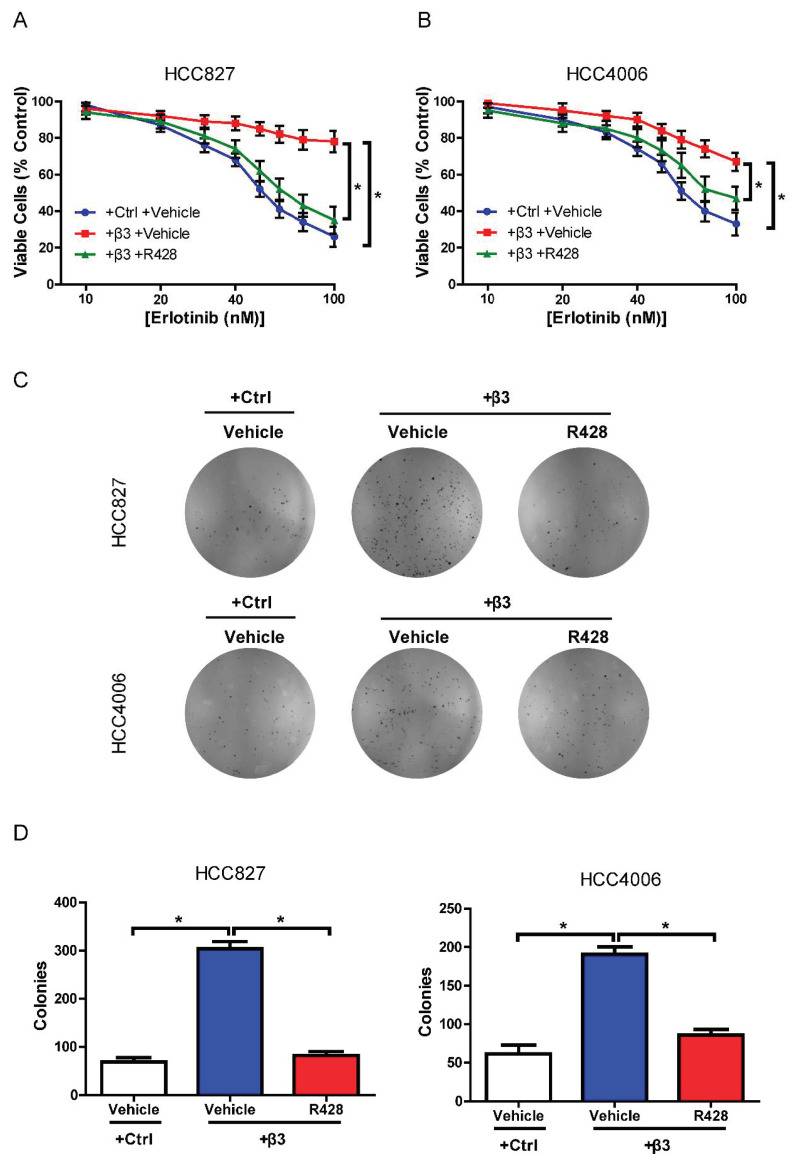 A
HCC827
Viable Cells (% Control)
100
80
60
40
20
0
+Ctrl +Vehicle
+β3 +Vehicle
+β3 +R428
*
*
10 20 40 100
[Erlotinib (nM)]
B
HCC4006
Viable Cells (% Control)
100
80
60
40
20
0
+Ctrl +Vehicle
+β3 +Vehicle
+β3 +R428
*
*
10 20 40 100
[Erlotinib (nM)]
C
+Ctrl +β3
Vehicle Vehicle R428
HCC827
+Ctrl +β3
Vehicle Vehicle R428
HCC4006
D
HCC827
Colonies
400
300
200
100
0
* *
Vehicle Vehicle R428
+Ctrl +β3
HCC4006
Colonies
250
200
150
100
50
0
* *
Vehicle Vehicle R428
+Ctrl +β3